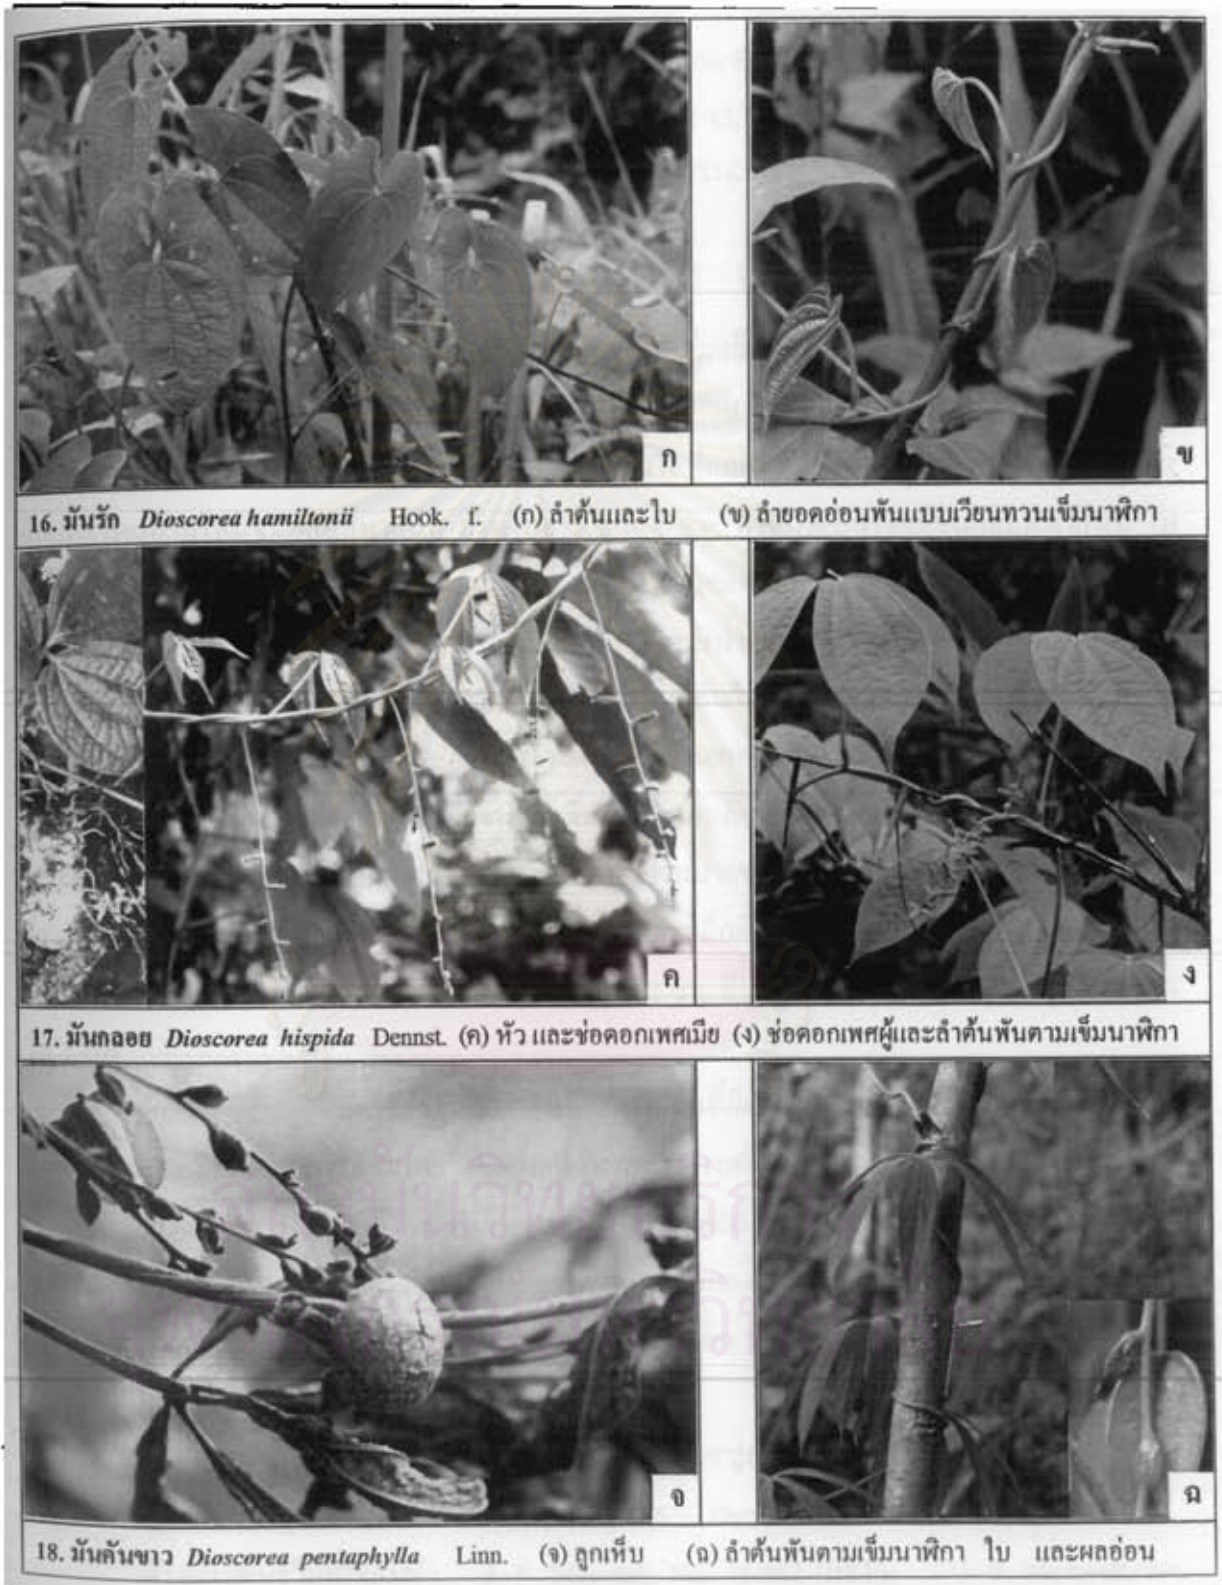 ก
ข
16. มันรัก Dioscorea hamiltonii Hook. f. (ก) ลำต้นและใบ (ข) ลำยอดอ่อนพันแบบเวียนทวนเข็มนาฬิกา
ค
ง
17. มันกลอย Dioscorea hispida Dennst. (ค) หัว และช่อดอกเพศเมีย (ง) ช่อดอกเพศผู้และลำต้นพันตามเข็มนาฬิกา
จ
ฉ
18. มันคันขาว Dioscorea pentaphylla Linn. (จ) ลูกเห็บ (ฉ) ลำต้นพันตามเข็มนาฬิกา ใบ และผลอ่อน